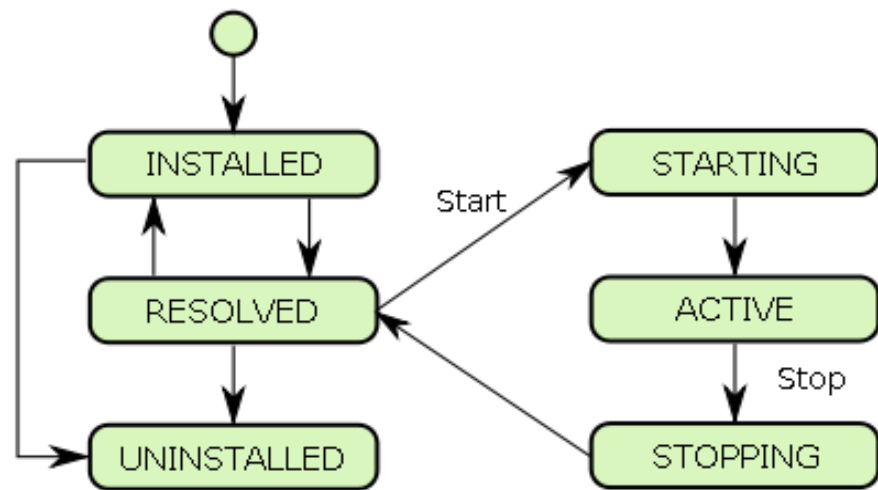 INSTALLED
STARTING
Start
RESOLVED
ACTIVE
Stop
UNINSTALLED
STOPPING